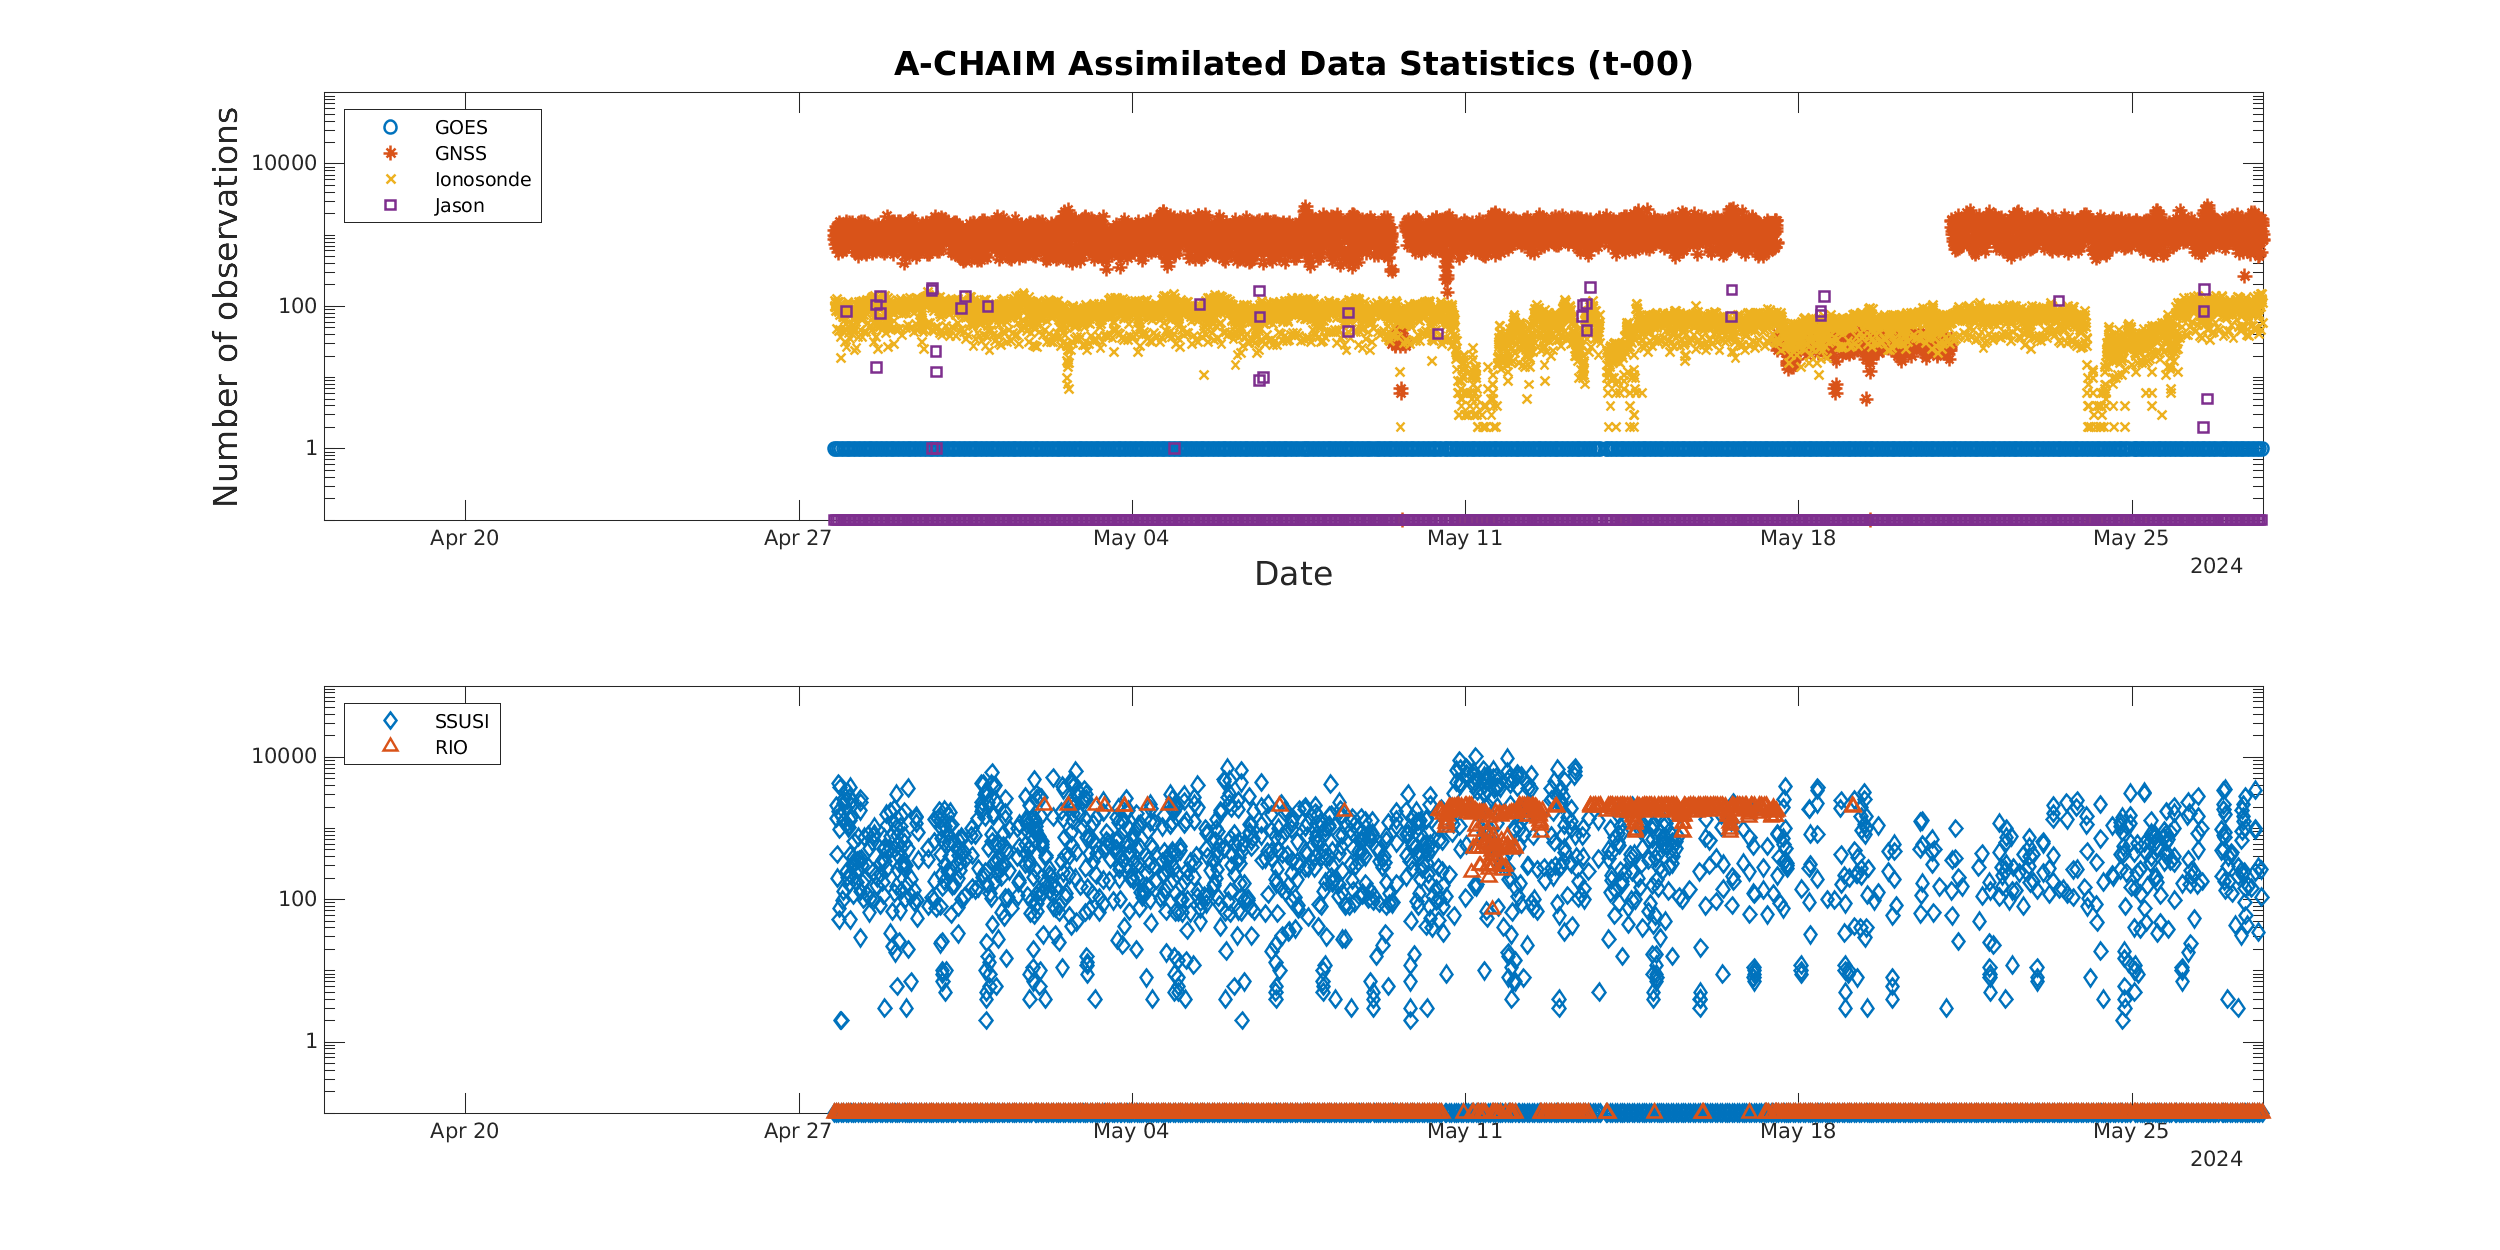 A-CHAIM Assimilated Data Statistics (t-00)
Number of observations
10000
100
1
GOES
GNSS
Ionosonde
Jason
Apr 20
Apr 27
May 04
May 11
May 18
May 25
2024
Date
10000
100
1
SSUSI
RIO
Apr 20
Apr 27
May 04
May 11
May 18
May 25
2024